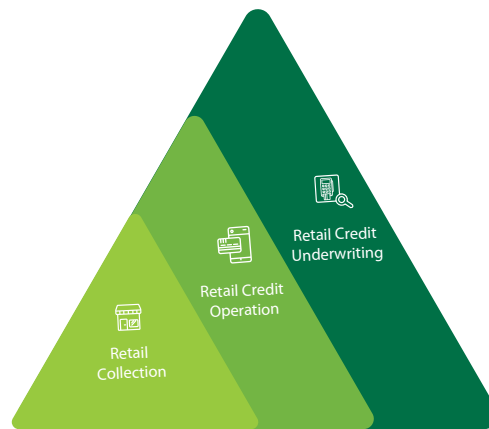 Retail Credit
Underwriting
Retail Credit
Operation
Retail
Collection